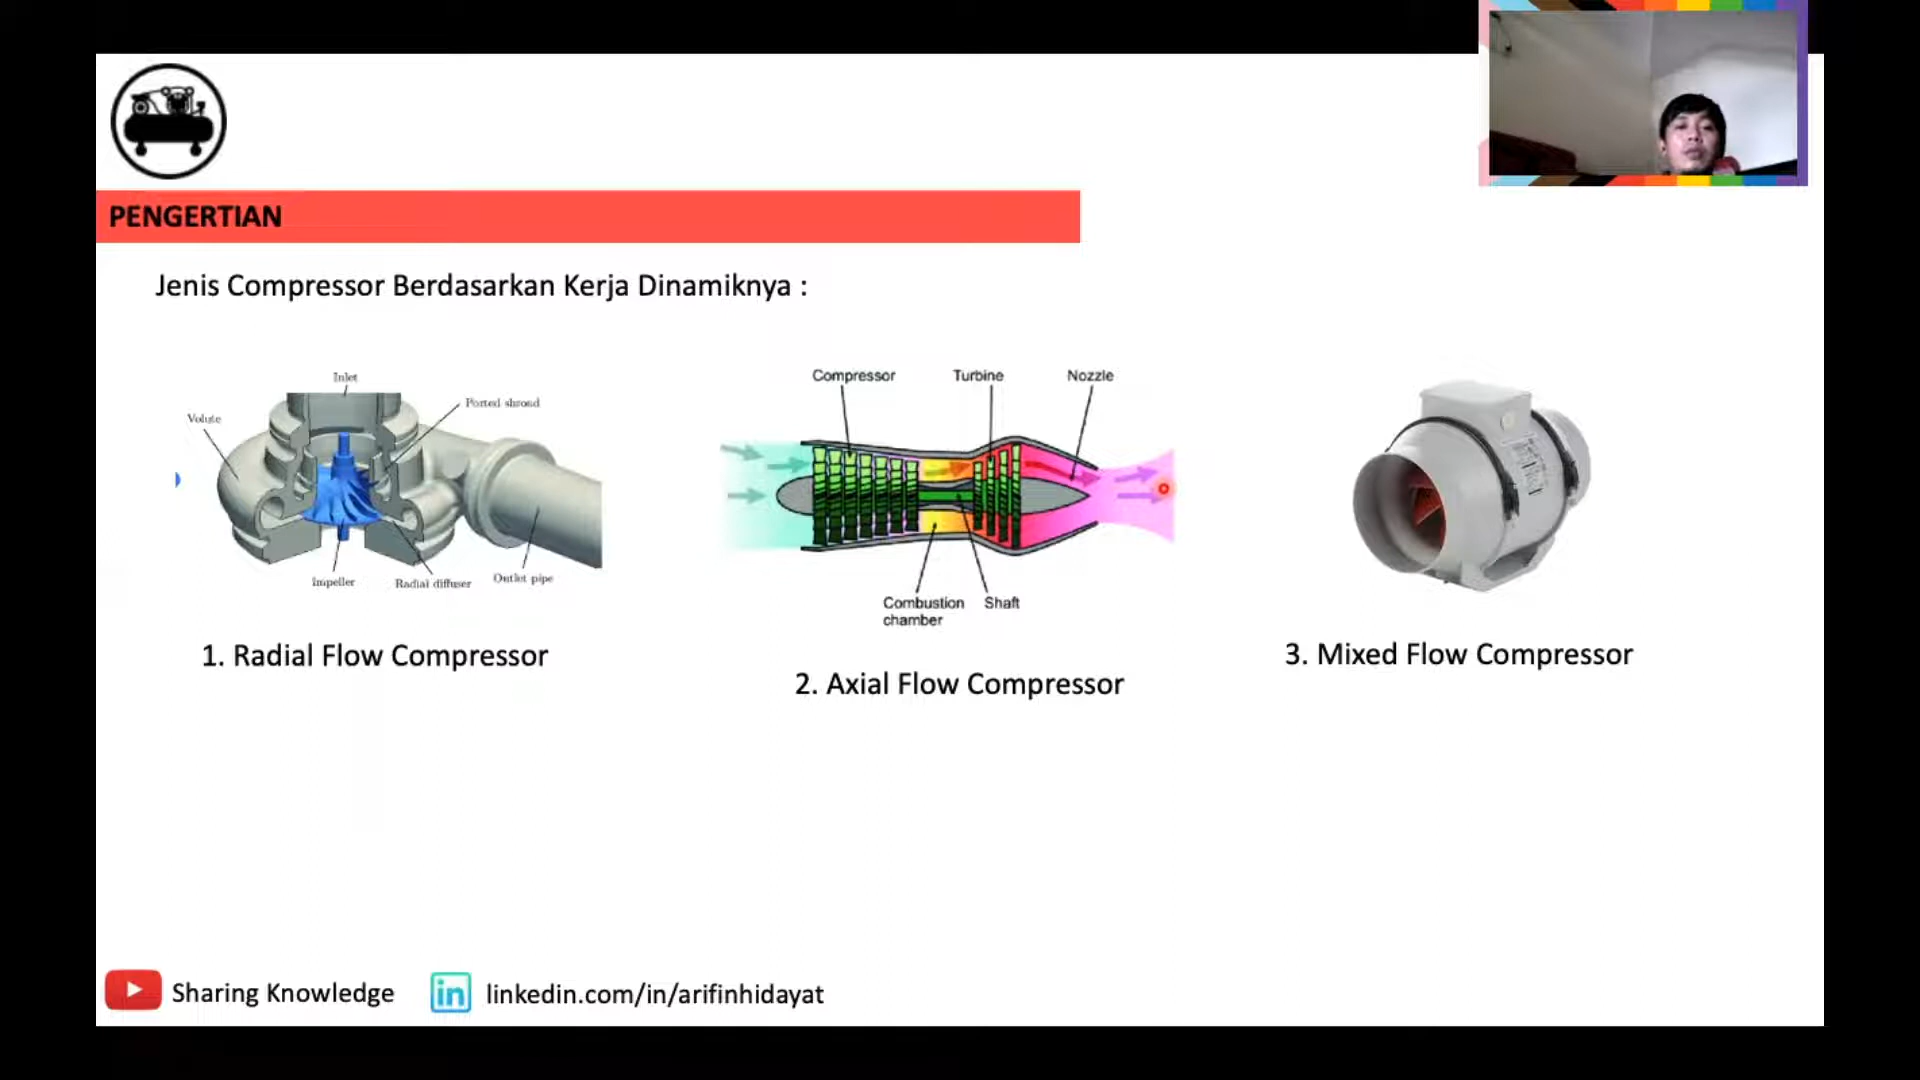 PENGERTIAN
Jenis Compressor Berdasarkan Kerja Dinamiknya :
Inlet
Volute
Ported shroud
Impeller
Radial diffuser
Outlet pipe
1. Radial Flow Compressor
Compressor
Turbine
Nozzle
Combustion
chamber
Shaft
2. Axial Flow Compressor
3. Mixed Flow Compressor
Sharing Knowledge
in
linkedin.com/in/arifinhidayat